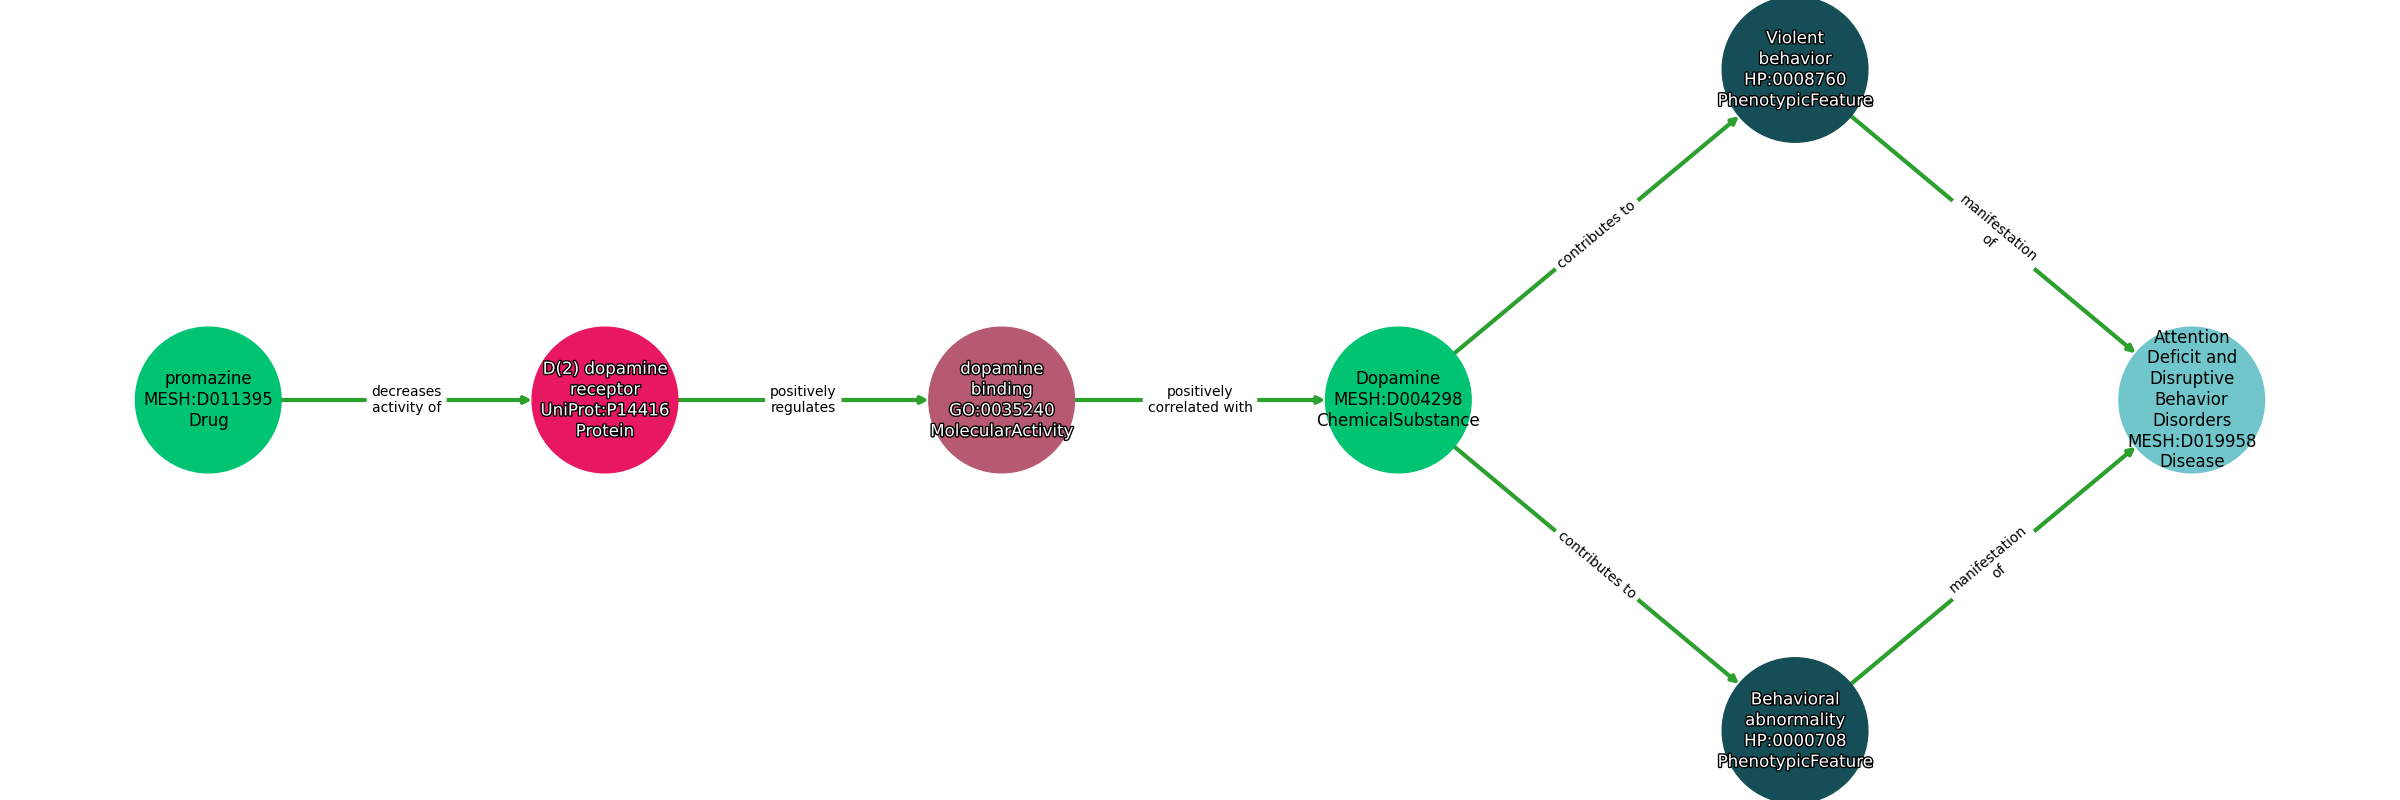 promazine
MESH:D011395
Drug
decreases
activity of
D(2) dopamine
receptor
UniProt:P14416
Protein
positively
regulates
dopamine
binding
GO:0035240
MolecularActivity
positively
correlated with
Dopamine
MESH:D004298
ChemicalSubstance
contributes to
Violent
behavior
HP:0008760
PhenotypicFeature
manifestation
of
contributes to
Behavioral
abnormality
HP:0000708
PhenotypicFeature
manifestation
of
Attention
Deficit and
Disruptive
Behavior
Disorders
MESH:D019958
Disease